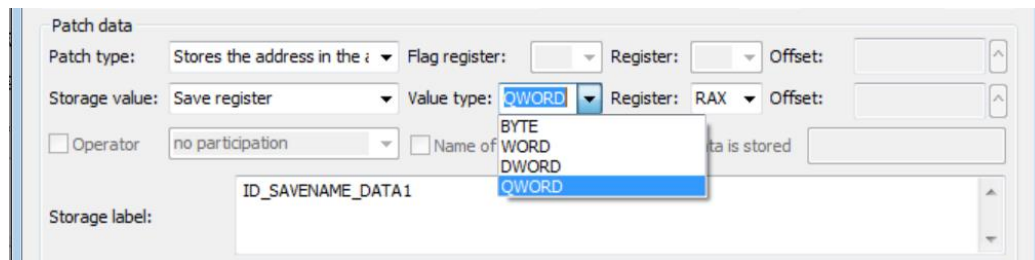 Patch data
Patch type: Stores the address in the a Flag register: Register: Offset:
Storage value: Save register Value type: QWORD Register: RAX Offset:
BYTE
Operator no participation Name of WORD ta is stored
DWORD
QWORD
ID_SAVENAME_DATA1
Storage label: